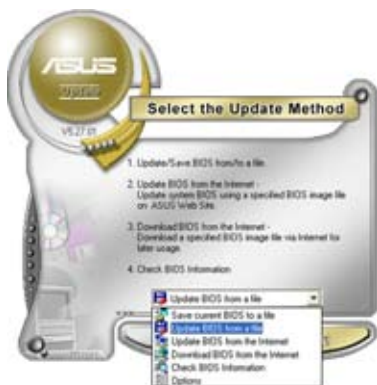 ASUS
Update
V5.27.01
Select the Update Method
1. Update/Save BIOS from/to a file.
2. Update BIOS from the Internet -
Update system BIOS using a specified BIOS image file
on ASUS Web Site.
3. Download BIOS from the Internet -
Download a specified BIOS image file via Internet for
later usage.
4. Check BIOS Information
Update BIOS from a file
Save current BIOS to a file
Update BIOS from a file
Update BIOS from the Internet
Download BIOS from the Internet
Check BIOS Information
Options